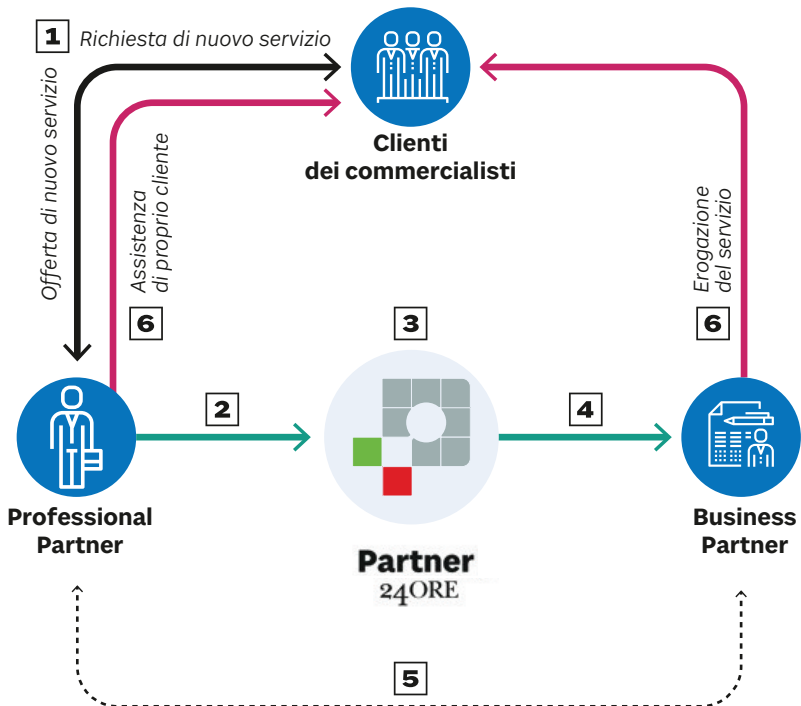 1 Richiesta di nuovo servizio
Offerta di nuovo servizio
Clienti
dei commercialisti
Assistenza
di proprio cliente
6
Erogazione
del servizio
6
3
2
4
Professional
Partner
Partner
24ORE
Business
Partner
5